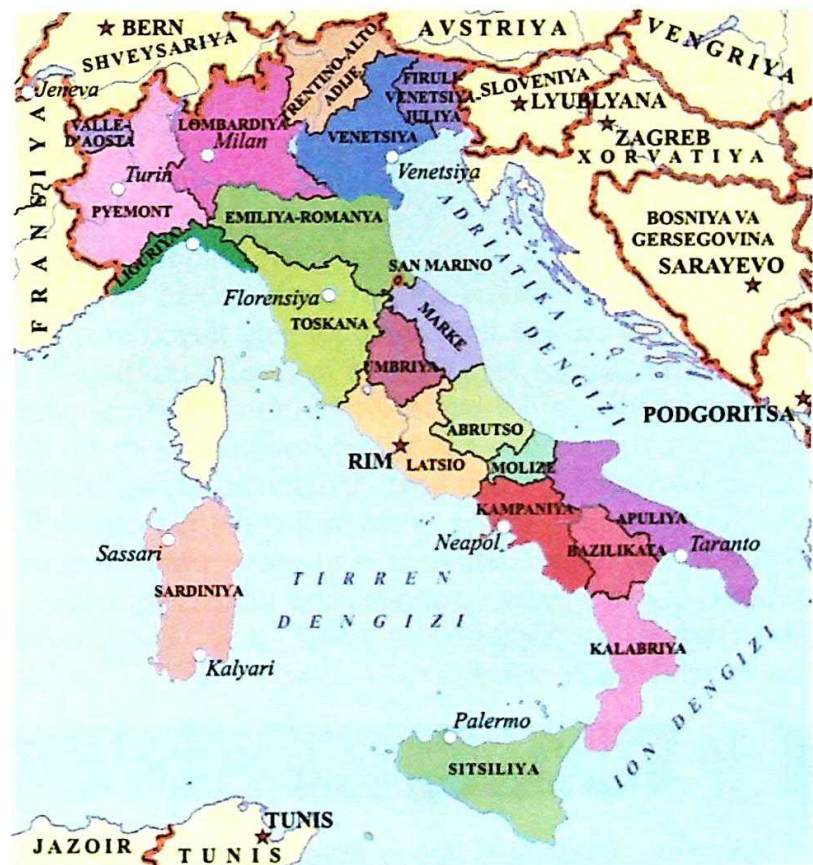 BERN
SHVEYSARIYA
AVSTRIYA
VENGRIYA
Jeneva
TRENTINO-ALTO
ADIJE
FIRULI-
VENETSIYA-
JULIYA
SLOVENIYA
LYUBLYANA
VALLE-
D'AOSTA
LOMBARDIYA
Milan
VENETSIYA
Venetsiya
ZAGREB
XORVATIYA
Turin
PYEMONT
EMILIYA-ROMANYA
LIGURIYA
FRANSIYA
ADRIATIKA
DENGIZI
BOSNIYA VA
GERSEGOVINA
SARAYEVO
SAN MARINO
Florensiya
TOSKANA
MARKE
UMBRIYA
PODGORITSA
ABRUTSO
RIM
LATSIO
MOLIZE
KAMPANIYA
APULIYA
Neapol
BAZILIKATA
Taranto
Sassari
SARDINIYA
TIRREN
DENGIZI
KALABRIYA
Kalyari
ION DENGIZI
Palermo
SITSILIYA
TUNIS
JAZOIR
TUNIS